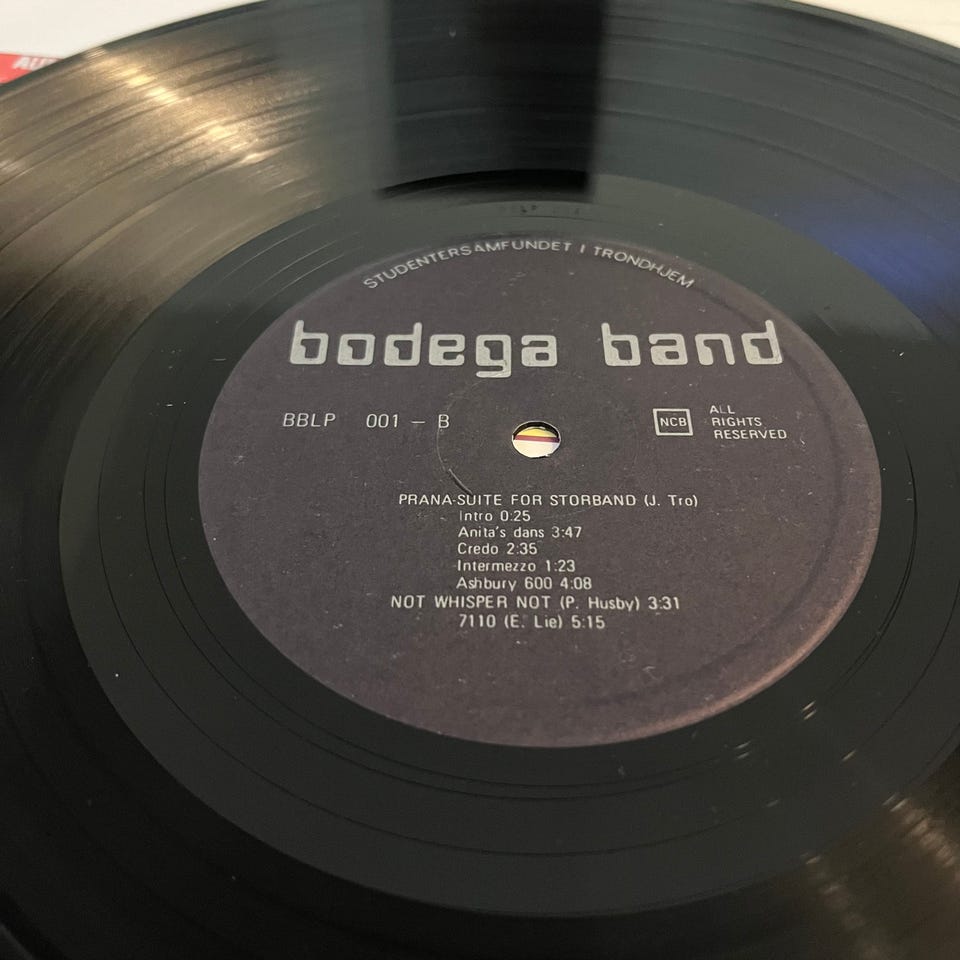 STUDENTERSAMFUNDET I TRONDHJEM
bodega band
BBLP 001 - B
NCB
ALL
RIGHTS
RESERVED
PRANA-SUITE FOR STORBAND (J. Tro)
Intro 0:25
Anita's dans 3:47
Credo 2:35
Intermezzo 1:23
Ashbury 600 4:08
NOT WHISPER NOT (P. Husby) 3:31
7110 (E. Lie) 5:15